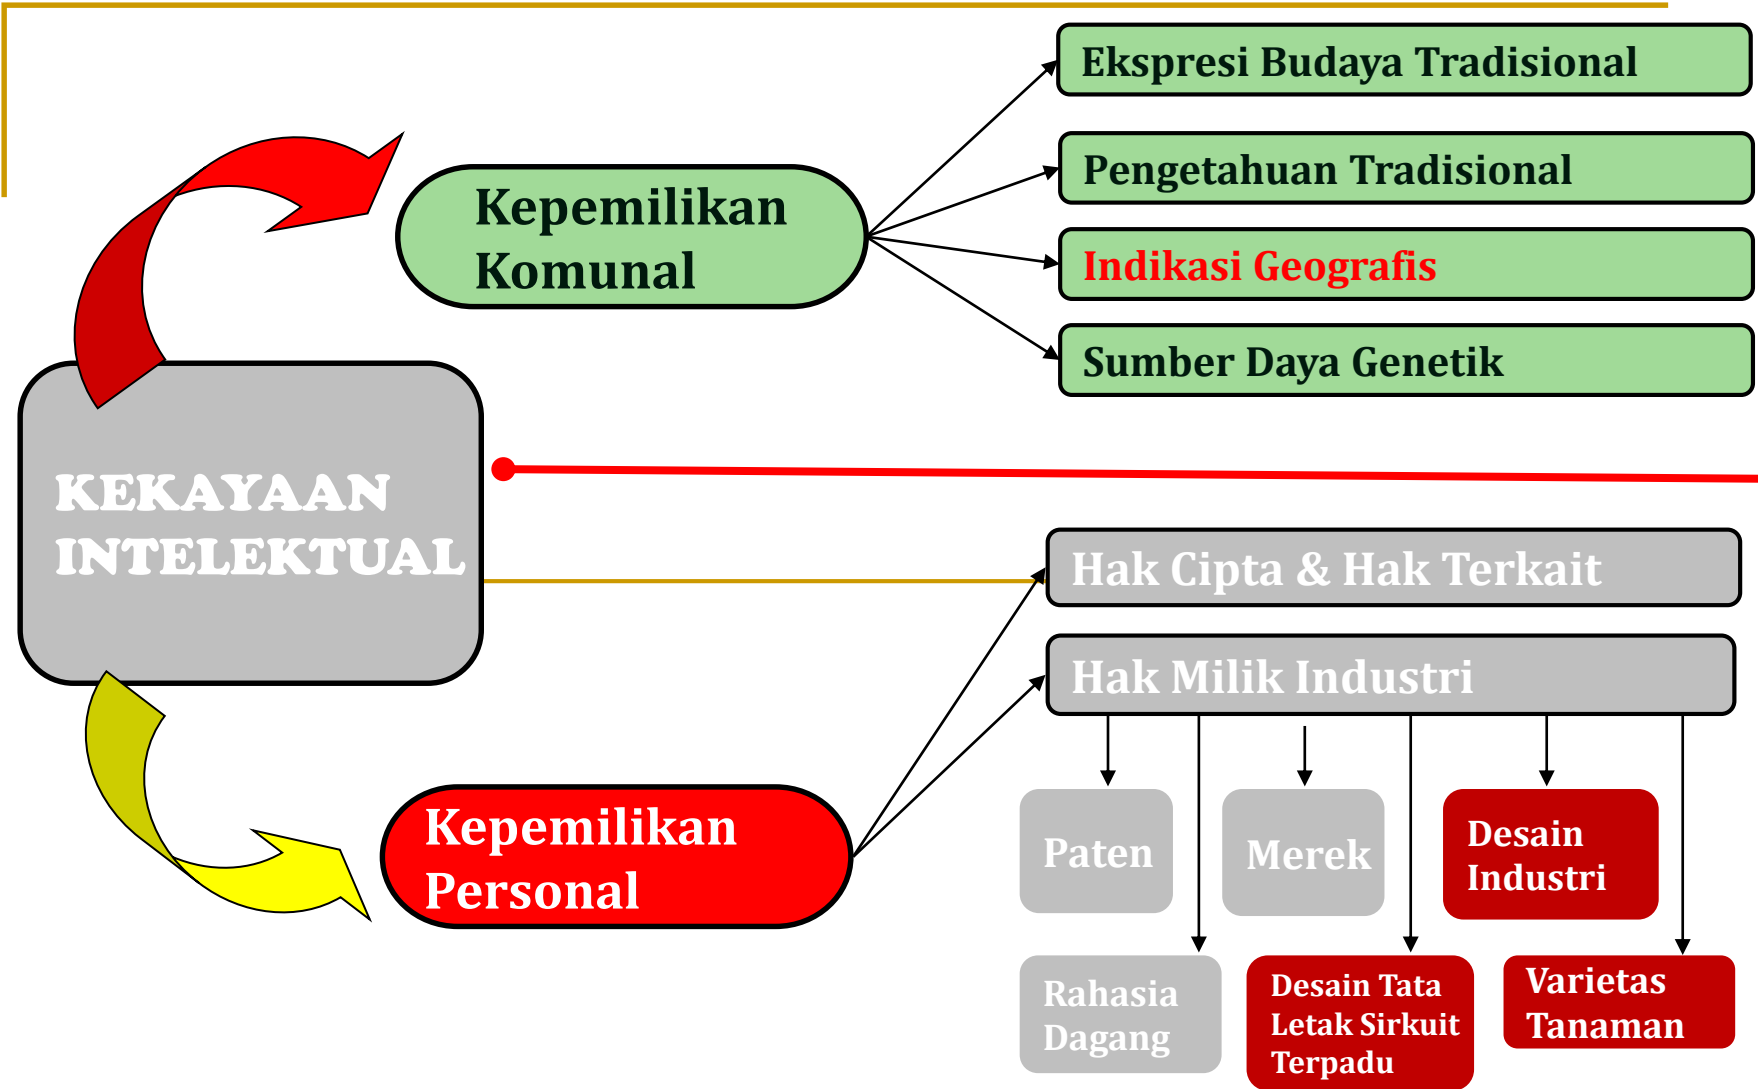 Ekspresi Budaya Tradisional
Pengetahuan Tradisional
Kepemilikan
Komunal
Indikasi Geografis
Sumber Daya Genetik
KEKAYAAN
INTELEKTUAL
Hak Cipta & Hak Terkait
Hak Milik Industri
Kepemilikan
Personal
Paten
Merek
Desain
Industri
Rahasia
Dagang
Desain Tata
Letak Sirkuit
Terpadu
Varietas
Tanaman